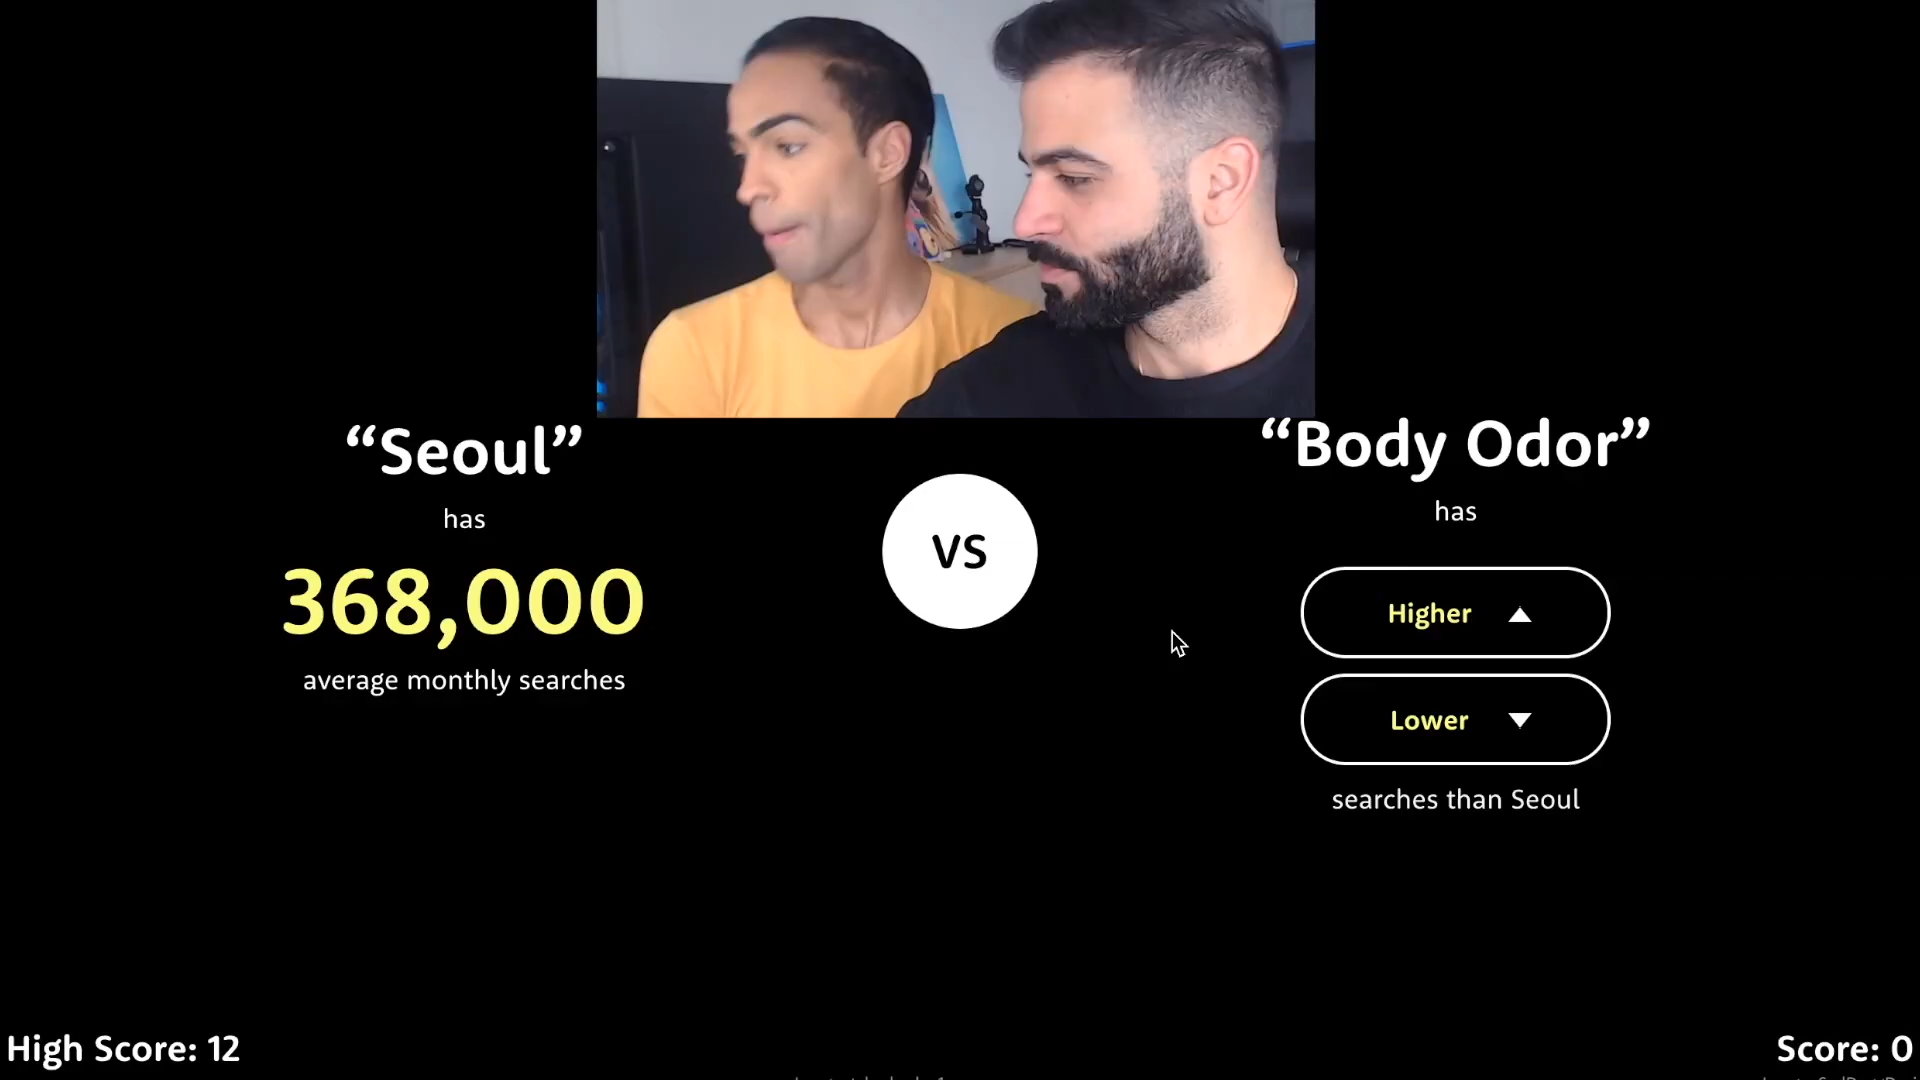 “Seoul”
has
368,000
average monthly searches
VS
“Body Odor”
has
Higher
Lower
searches than Seoul
High Score: 12
Score: 0